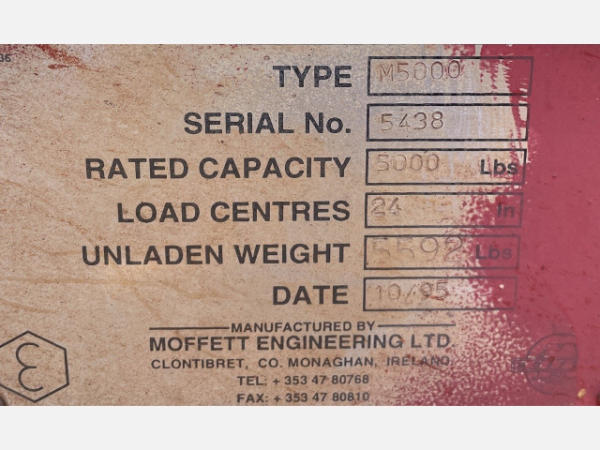 TYPE M5000
SERIAL No. 5438
RATED CAPACITY 5000 Lbs
LOAD CENTRES 24 In
UNLADEN WEIGHT 5592 Lbs
DATE 10/95
MANUFACTURED BY
MOFFETT ENGINEERING LTD.
CLONTIBRET, CO. MONAGHAN, IRELAND
TEL: + 353 47 80768
FAX: + 353 47 80810